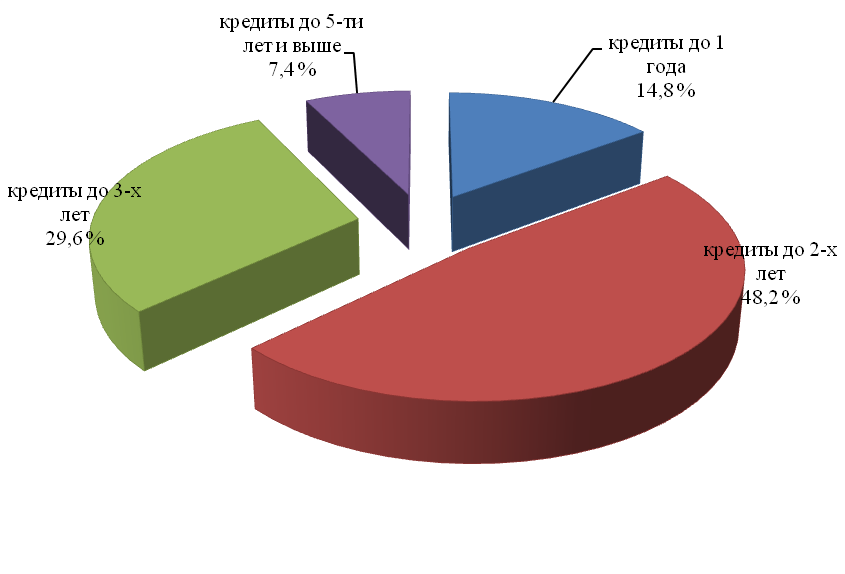 кредиты до 5-ти
лет и выше
7,4%
кредиты до 1
года
14,8%
кредиты до 3-х
лет
29,6%
кредиты до 2-х
лет
48,2%